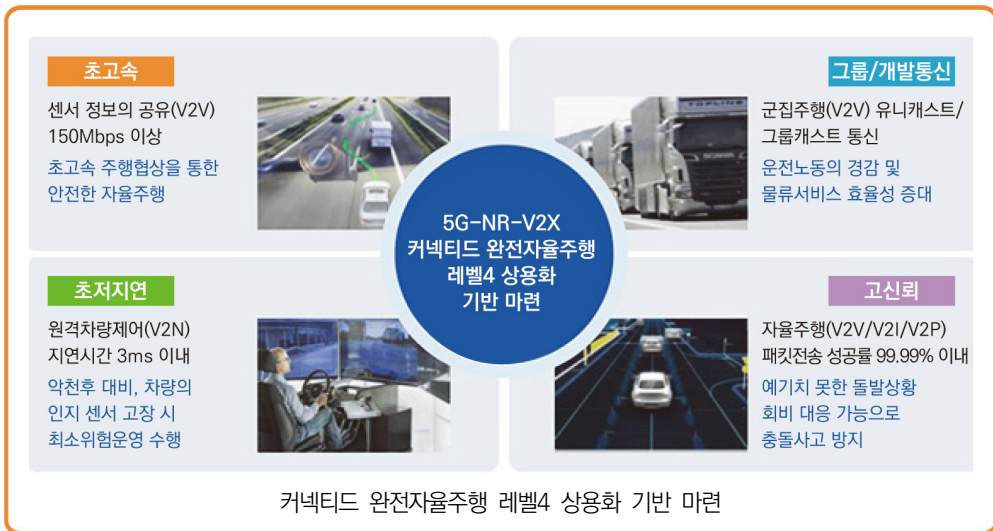 초고속
센서 정보의 공유(V2V)
150Mbps 이상
초고속 주행협상을 통한
안전한 자율주행
그룹/개발통신
군집주행(V2V) 유니캐스트/
그룹캐스트 통신
운전노동의 경감 및
물류서비스 효율성 증대
TOPLINE
SCANIA
5G-NR-V2X
커넥티드 완전자율주행
레벨4 상용화
기반 마련
초저지연
원격차량제어(V2N)
지연시간 3ms 이내
악천후 대비, 차량의
인지 센서 고장 시
최소위험운영 수행
고신뢰
자율주행(V2V/V2I/V2P)
패킷전송 성공률 99.99% 이내
예기치 못한 돌발상황
회비 대응 가능으로
충돌사고 방지
커넥티드 완전자율주행 레벨4 상용화 기반 마련